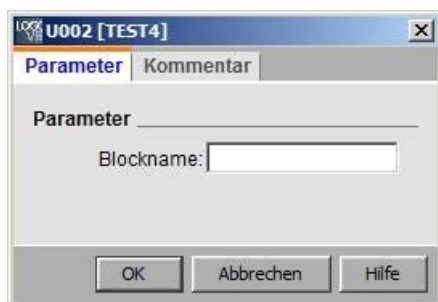 U002 [TEST4]
Parameter Kommentar
Parameter
Blockname:
OK Abbrechen Hilfe